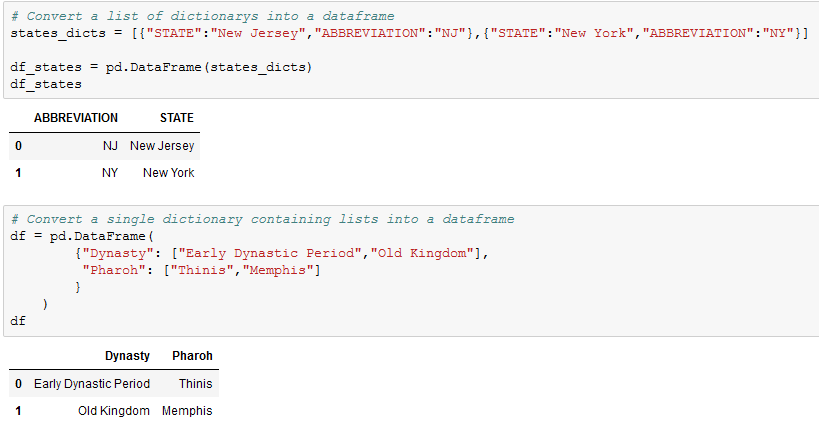 # Convert a list of dictionarys into a dataframe
states_dicts = [{"STATE":"New Jersey","ABBREVIATION":"NJ"},{"STATE":"New York","ABBREVIATION":"NY"}]
df_states = pd.DataFrame(states_dicts)
df_states
ABBREVIATION STATE
0 NJ New Jersey
1 NY New York
# Convert a single dictionary containing lists into a dataframe
df = pd.DataFrame(
{"Dynasty": ["Early Dynastic Period","Old Kingdom"],
"Pharoh": ["Thinis","Memphis"]
}
)
df
Dynasty Pharoh
0 Early Dynastic Period Thinis
1 Old Kingdom Memphis